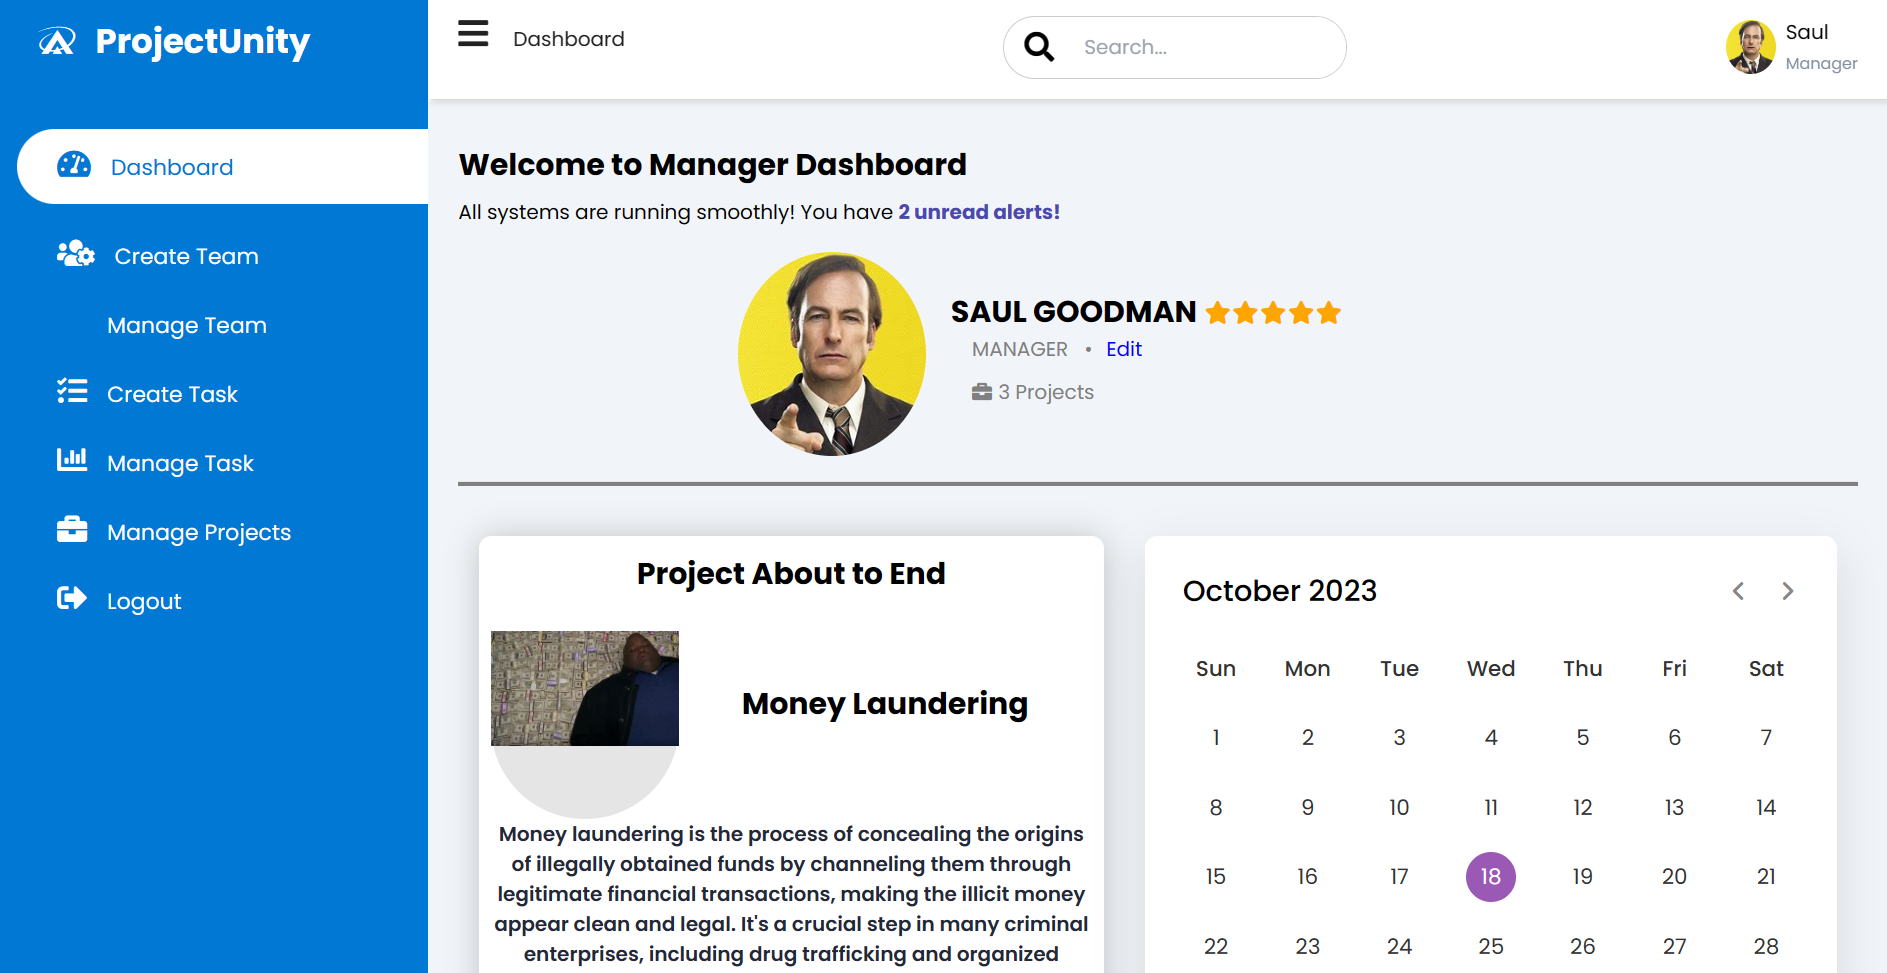 ProjectUnity
Dashboard
Create Team
Manage Team
Create Task
Manage Task
Manage Projects
Logout
Dashboard
Search...
Saul
Manager
Welcome to Manager Dashboard
All systems are running smoothly! You have 2 unread alerts!
SAUL GOODMAN
MANAGER • Edit
3 Projects
Project About to End
Money Laundering
Money laundering is the process of concealing the origins
of illegally obtained funds by channeling them through
legitimate financial transactions, making the illicit money
appear clean and legal. It's a crucial step in many criminal
enterprises, including drug trafficking and organized
October 2023
Sun Mon Tue Wed Thu Fri Sat
1 2 3 4 5 6 7
8 9 10 11 12 13 14
15 16 17 18 19 20 21
22 23 24 25 26 27 28